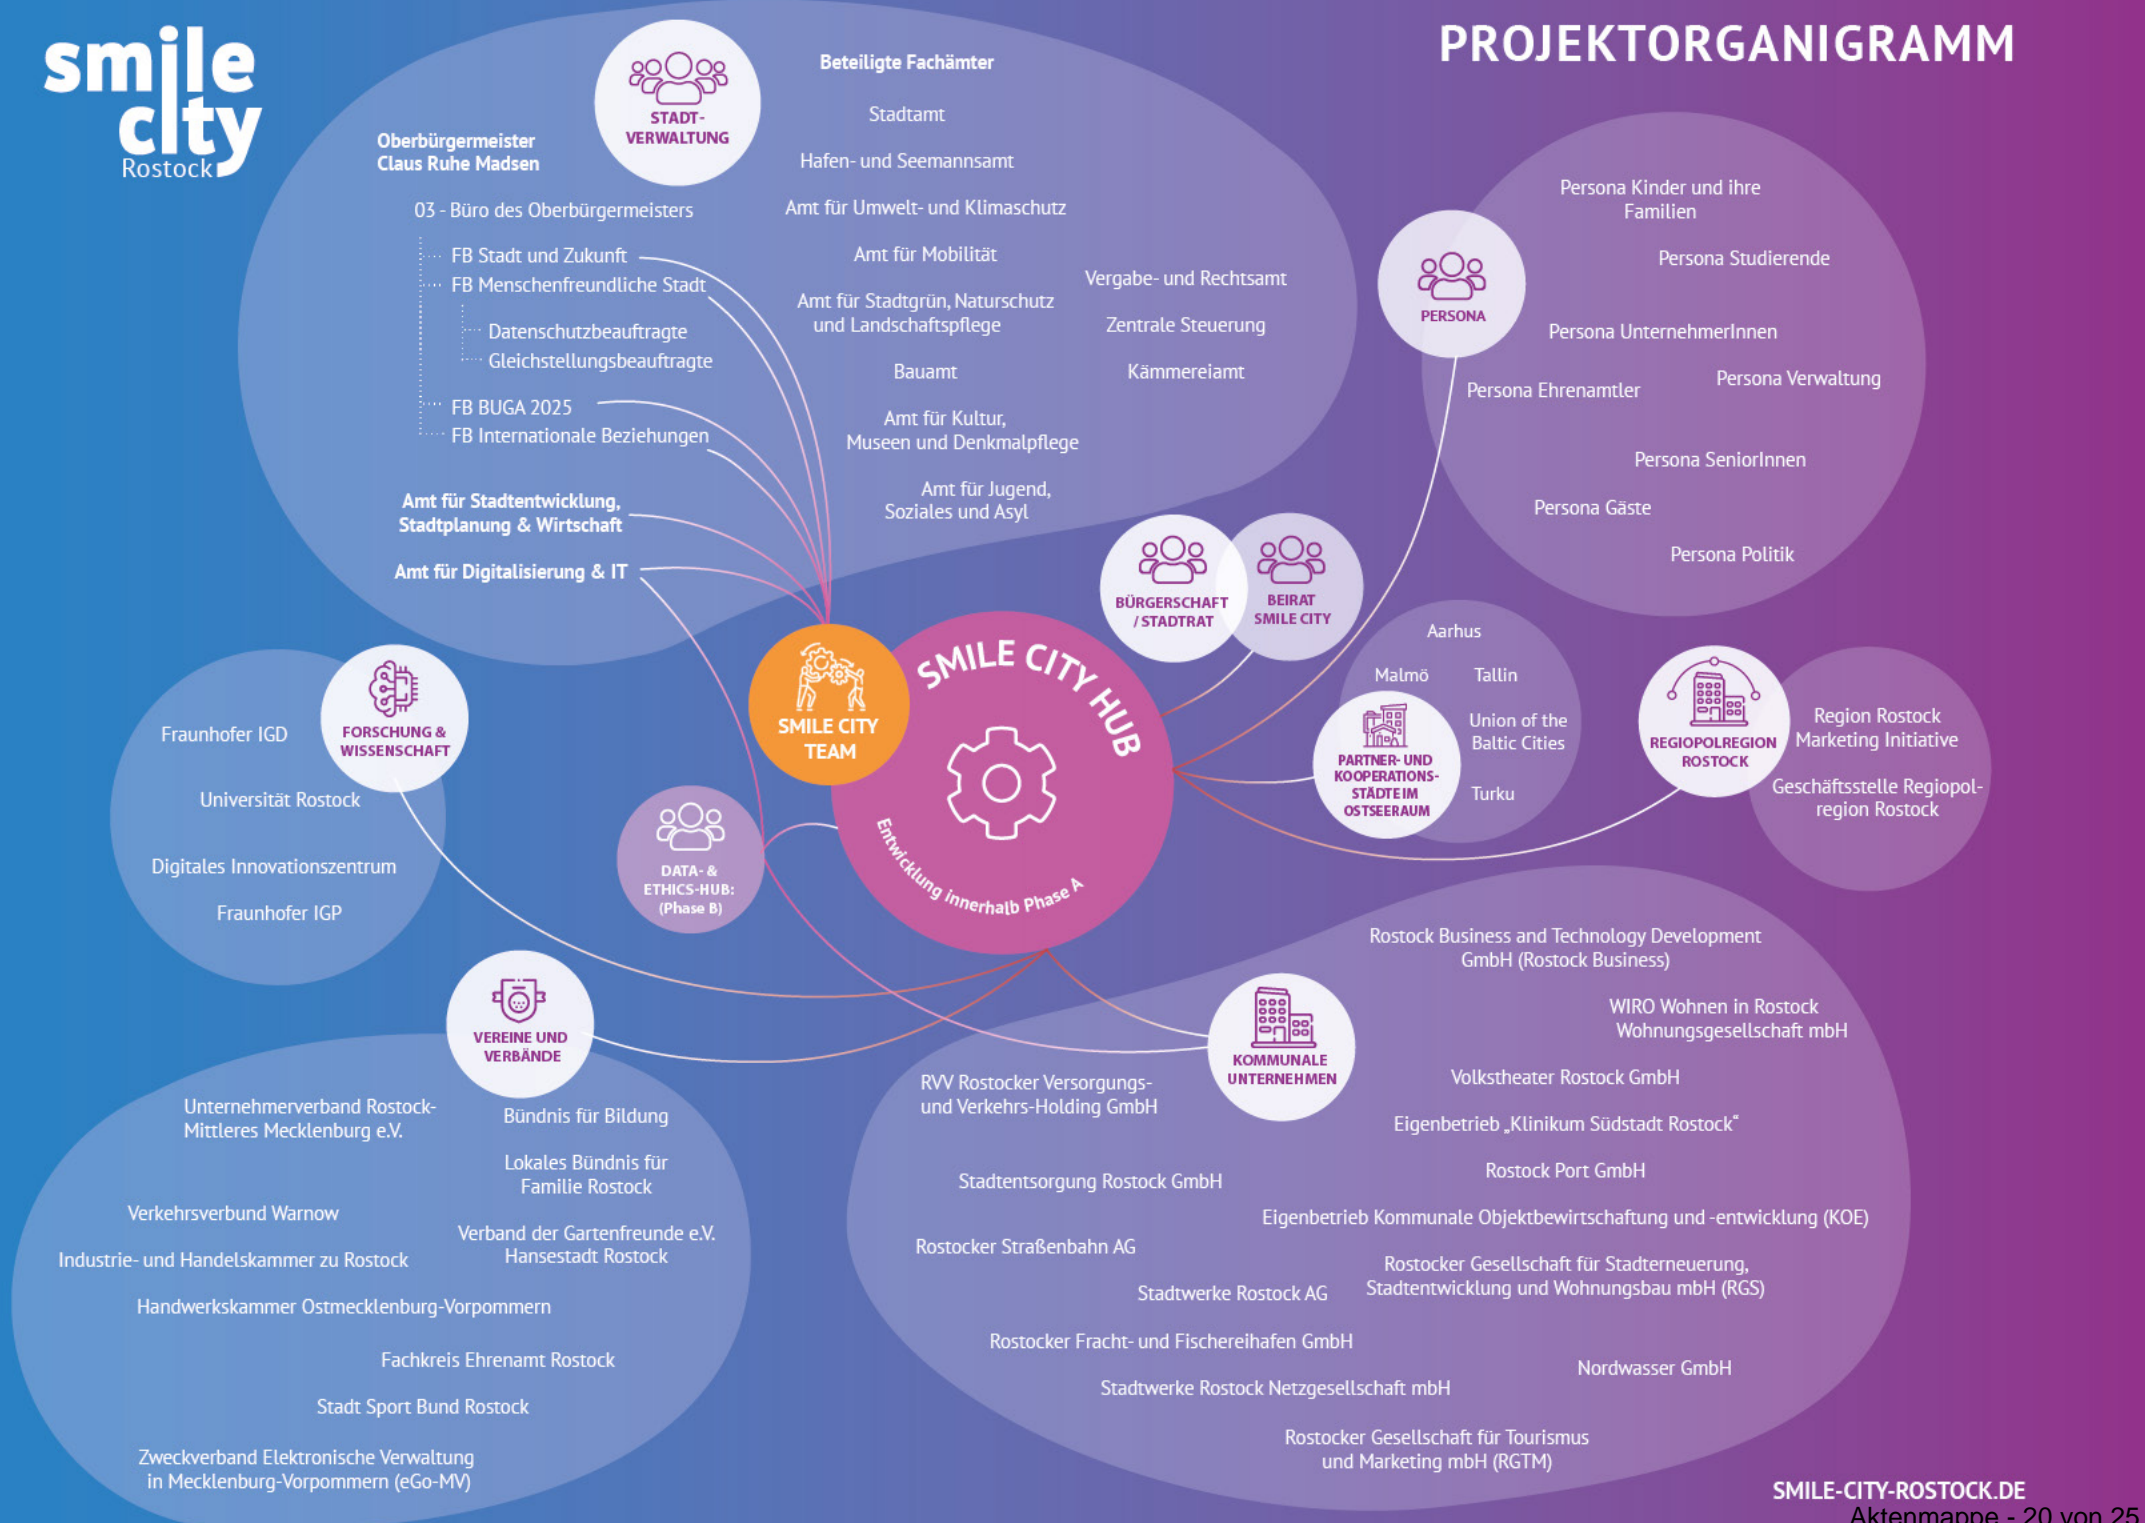 smile
city
Rostock
PROJEKTORGANIGRAMM
STADT-
VERWALTUNG
Oberbürgermeister
Claus Ruhe Madsen
03 - Büro des Oberbürgermeisters
FB Stadt und Zukunft
FB Menschenfreundliche Stadt
Datenschutzbeauftragte
Gleichstellungsbeauftragte
FB BUGA 2025
FB Internationale Beziehungen
Amt für Stadtentwicklung,
Stadtplanung & Wirtschaft
Amt für Digitalisierung & IT
Beteiligte Fachämter
Stadtamt
Hafen- und Seemannsamt
Amt für Umwelt- und Klimaschutz
Amt für Mobilität
Amt für Stadtgrün, Naturschutz
und Landschaftspflege
Bauamt
Amt für Kultur,
Museen und Denkmalpflege
Amt für Jugend,
Soziales und Asyl
Vergabe- und Rechtsamt
Zentrale Steuerung
Kämmereiamt
PERSONA
Persona Kinder und ihre
Familien
Persona Studierende
Persona UnternehmerInnen
Persona Verwaltung
Persona Ehrenamtler
Persona SeniorInnen
Persona Gäste
Persona Politik
BÜRGERSCHAFT
/ STADTRAT
BEIRAT
SMILE CITY
SMILE CITY
TEAM
SMILE CITY HUB
Entwicklung innerhalb Phase A
DATA- &
ETHICS-HUB:
(Phase B)
Aarhus
Malmö
Tallin
Union of the
Baltic Cities
Turku
PARTNER- UND
KOOPERATIONS-
STÄDTE IM
OSTSEERAUM
REGIOPOLREGION
ROSTOCK
Region Rostock
Marketing Initiative
Geschäftsstelle Regiopol-
region Rostock
FORSCHUNG &
WISSENSCHAFT
Fraunhofer IGD
Universität Rostock
Digitales Innovationszentrum
Fraunhofer IGP
VEREINE UND
VERBÄNDE
Unternehmerverband Rostock-
Mittleres Mecklenburg e.V.
Bündnis für Bildung
Lokales Bündnis für
Familie Rostock
Verkehrsverbund Warnow
Verband der Gartenfreunde e.V.
Hansestadt Rostock
Industrie- und Handelskammer zu Rostock
Handwerkskammer Ostmecklenburg-Vorpommern
Fachkreis Ehrenamt Rostock
Stadt Sport Bund Rostock
Zweckverband Elektronische Verwaltung
in Mecklenburg-Vorpommern (eGo-MV)
KOMMUNALE
UNTERNEHMEN
Rostock Business and Technology Development
GmbH (Rostock Business)
WIRO Wohnen in Rostock
Wohnungsgesellschaft mbH
RVV Rostocker Versorgungs-
und Verkehrs-Holding GmbH
Volkstheater Rostock GmbH
Eigenbetrieb „Klinikum Südstadt Rostock“
Rostock Port GmbH
Stadtentsorgung Rostock GmbH
Eigenbetrieb Kommunale Objektbewirtschaftung und -entwicklung (KOE)
Rostocker Straßenbahn AG
Rostocker Gesellschaft für Stadterneuerung,
Stadtentwicklung und Wohnungsbau mbH (RGS)
Stadtwerke Rostock AG
Rostocker Fracht- und Fischereihafen GmbH
Nordwasser GmbH
Stadtwerke Rostock Netzgesellschaft mbH
Rostocker Gesellschaft für Tourismus
und Marketing mbH (RGTM)
SMILE-CITY-ROSTOCK.DE
Aktenmappe - 20 von 25